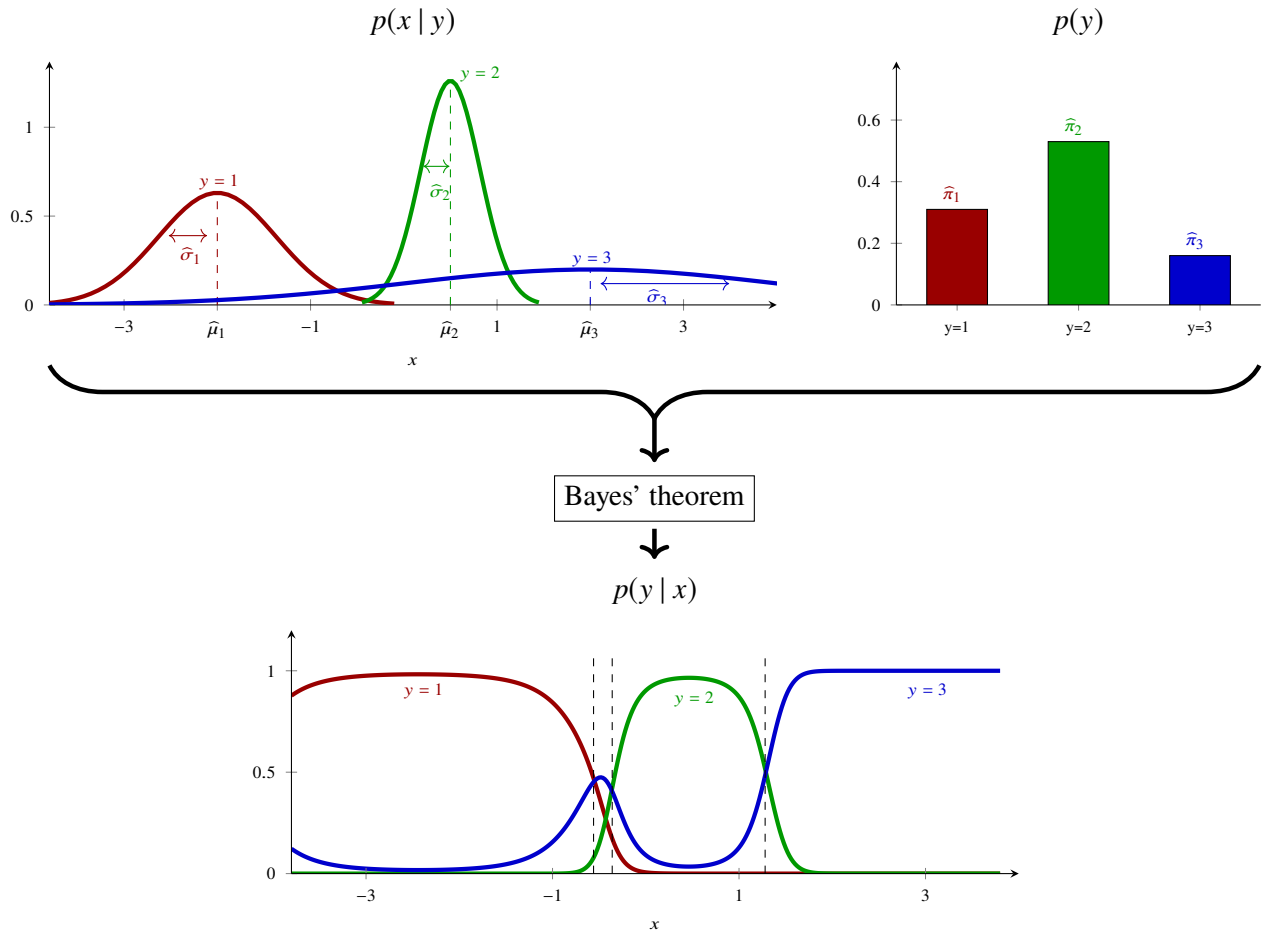 p(x | y)
p(y)
y = 2
1
y = 1
0.5
σ̂₂
σ̂₁
y = 3
σ̂₃
0
−3
μ̂₁
−1
μ̂₂
1
μ̂₃
3
x
0.6
π̂₂
0.4
π̂₁
0.2
π̂₃
0
y=1
y=2
y=3
Bayes’ theorem
p(y | x)
1
y = 1
y = 2
y = 3
0.5
0
−3
−1
1
3
x